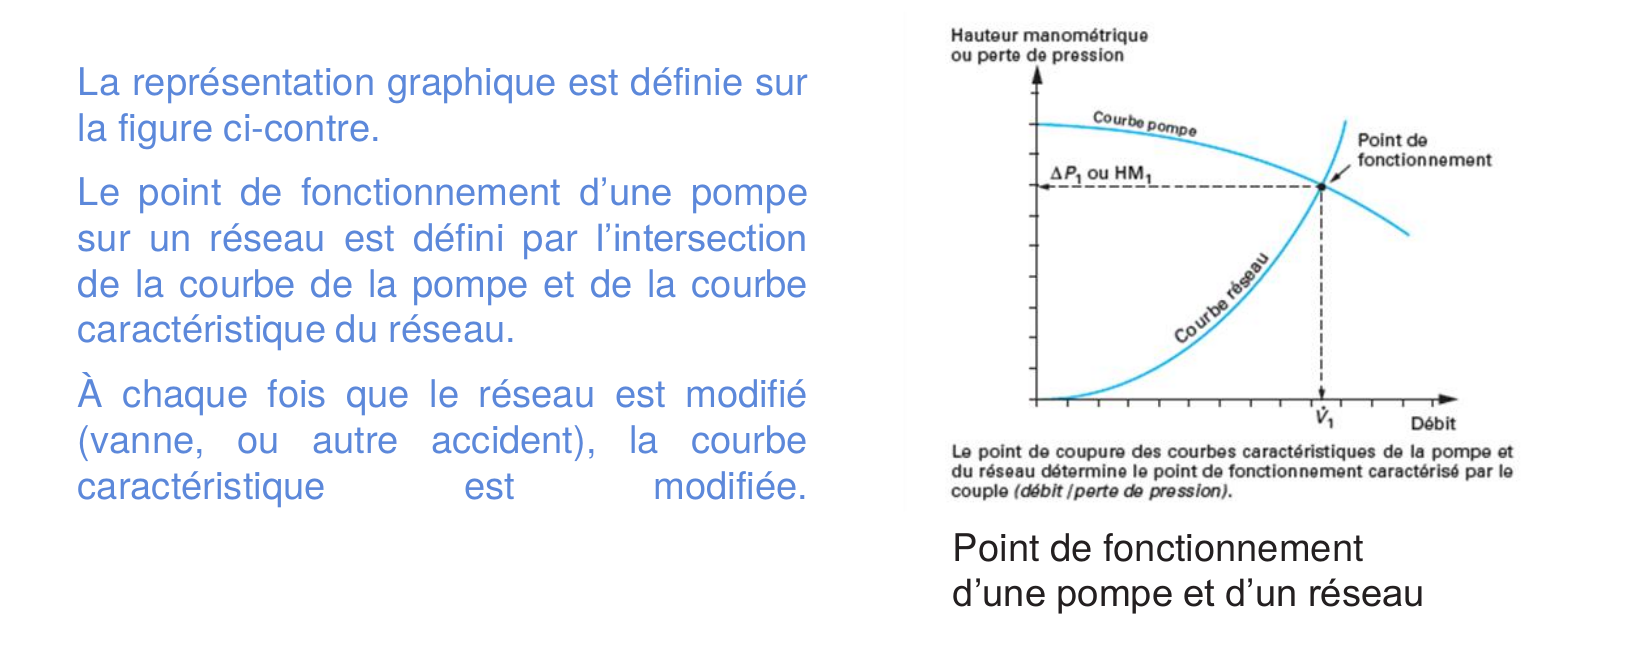 La représentation graphique est définie sur
la figure ci-contre.
Le point de fonctionnement d’une pompe
sur un réseau est défini par l’intersection
de la courbe de la pompe et de la courbe
caractéristique du réseau.
À chaque fois que le réseau est modifié
(vanne, ou autre accident), la courbe
caractéristique est modifiée.
Hauteur manométrique
ou perte de pression
Courbe pompe
Point de
fonctionnement
ΔP₁ ou HM₁
Courbe réseau
V̇₁
Débit
Le point de coupure des courbes caractéristiques de la pompe et
du réseau détermine le point de fonctionnement caractérisé par le
couple (débit/perte de pression).
Point de fonctionnement
d’une pompe et d’un réseau